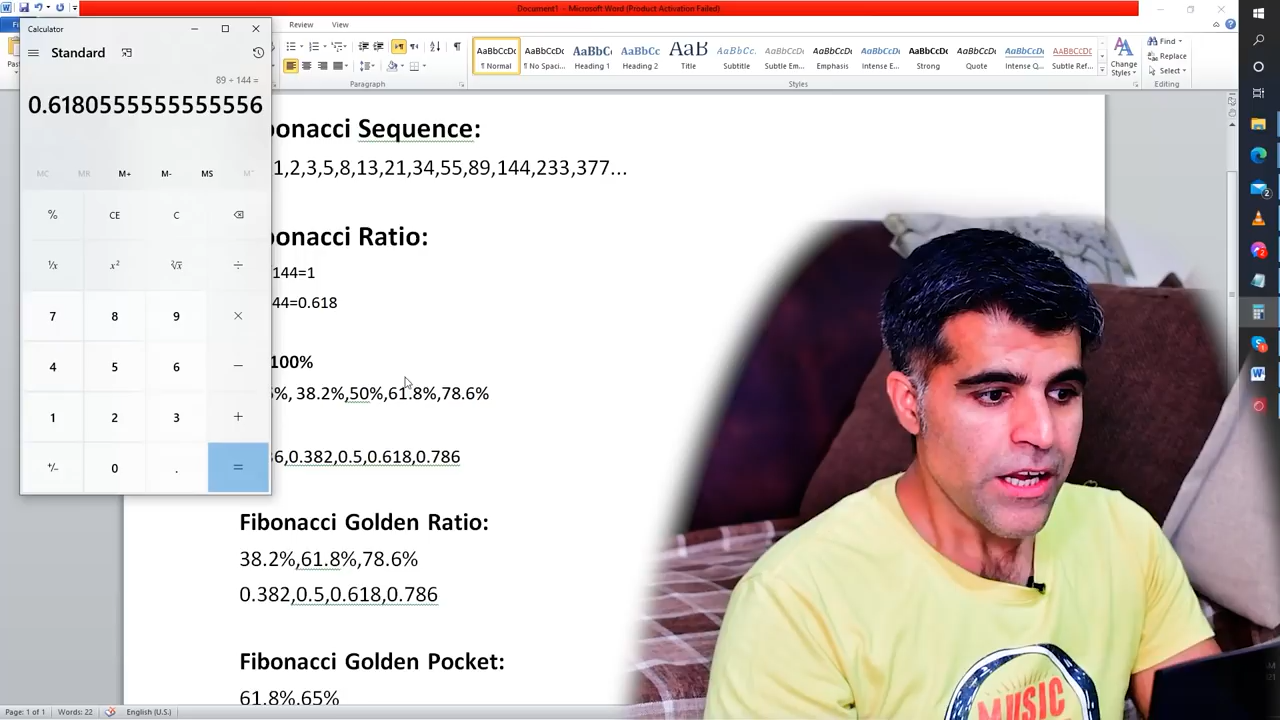 Document1 - Microsoft Word (Product Activation Failed)
Calculator
Review
View
Standard
89 ÷ 144 =
0.6180555555555556
MC MR M+ M- MS
% CE C
¹/x x² ²√x ÷
7 8 9 ×
4 5 6 −
1 2 3 +
+/− 0 . =
AaBbCcDc AaBbCcDc AaBbC AaBbCc AaB AaBbCc. AaBbCcDc AaBbCcDc AaBbCcDc AaBbCcDc AaBbCcDc AaBbCcDc
¶ Normal ¶ No Spaci... Heading 1 Heading 2 Title Subtitle Subtle Em... Emphasis Intense E... Strong Quote Intense Q... Subtle Ref...
Change Styles
Find
Replace
Select
Paragraph Styles Editing
bonacci Sequence:
1,2,3,5,8,13,21,34,55,89,144,233,377...
bonacci Ratio:
144=1
44=0.618
100%
%, 38.2%,50%,61.8%,78.6%
6,0.382,0.5,0.618,0.786
Fibonacci Golden Ratio:
38.2%,61.8%,78.6%
0.382,0.5,0.618,0.786
Fibonacci Golden Pocket:
61.8%.65%
MUSIC
Page: 1 of 1 Words: 22 English (U.S.)